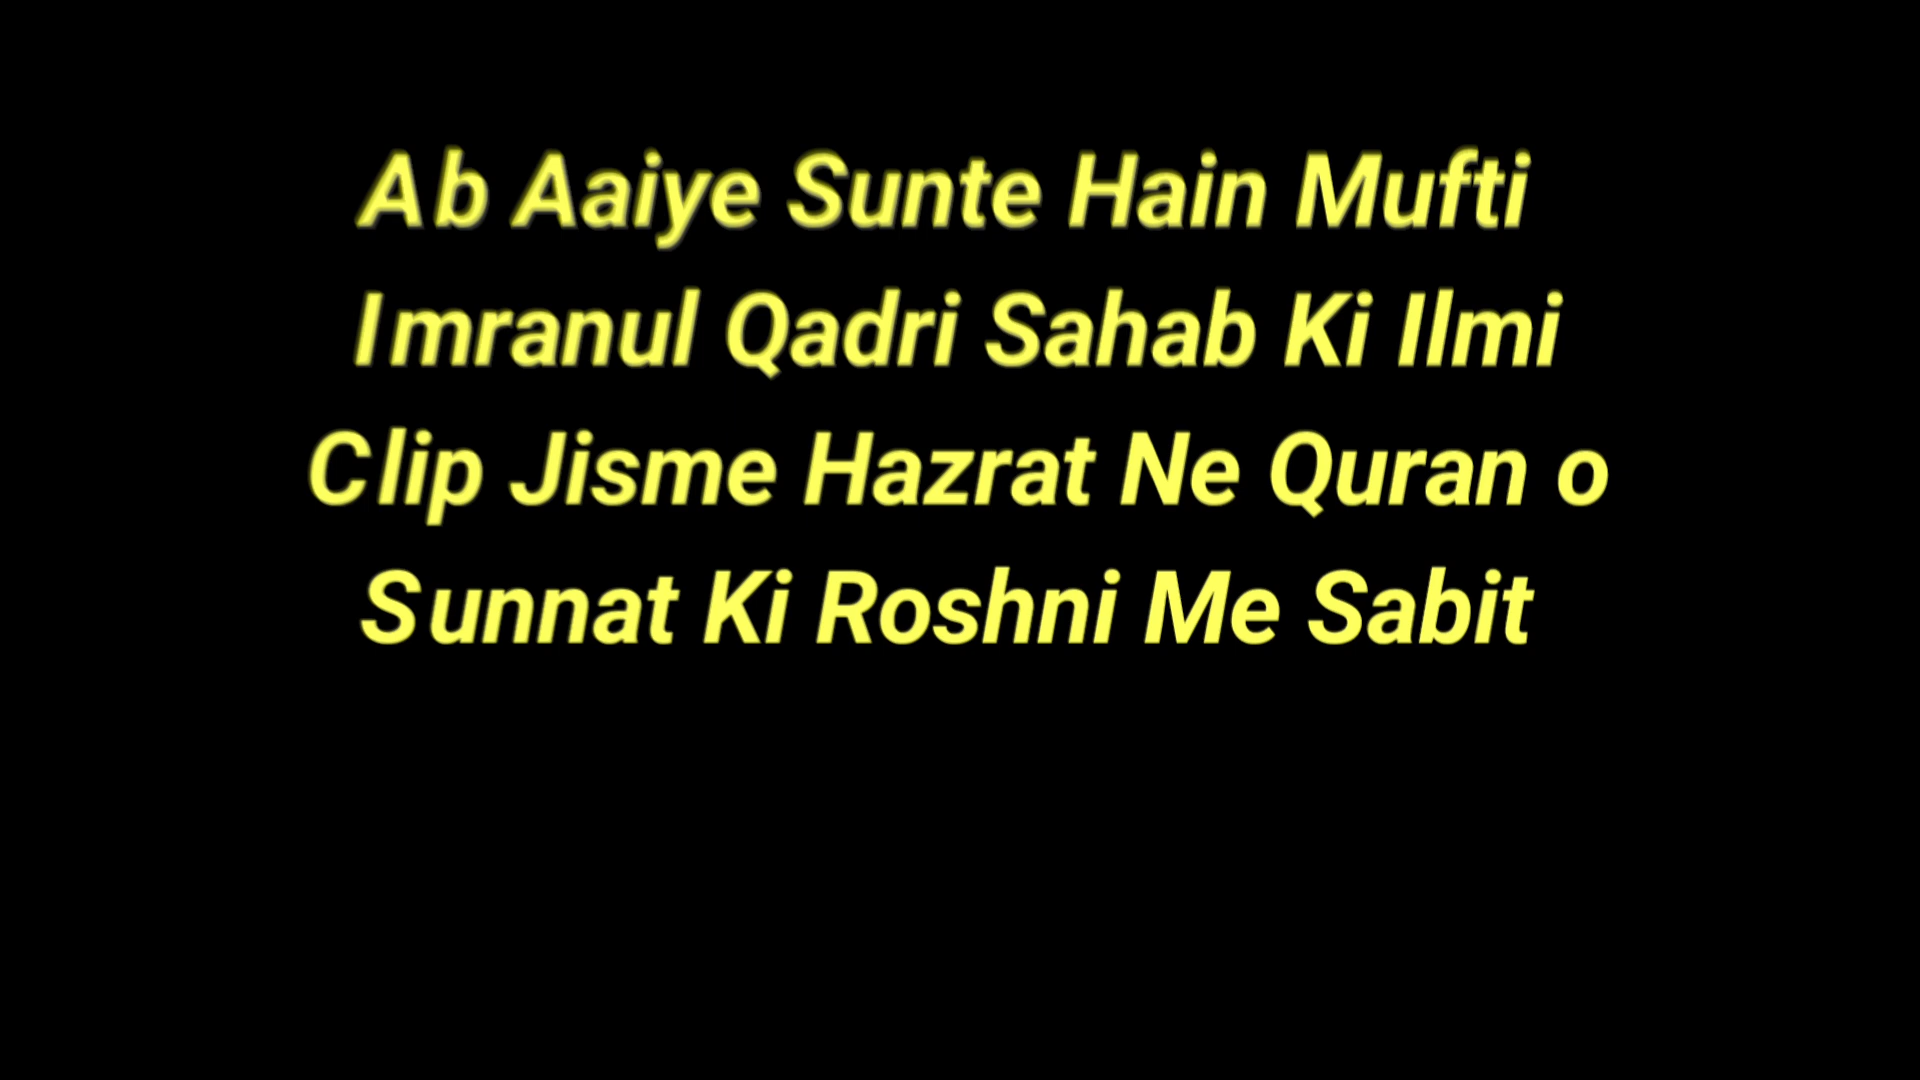 Ab Aaiye Sunte Hain Mufti
Imranul Qadri Sahab Ki Ilmi
Clip Jisme Hazrat Ne Quran o
Sunnat Ki Roshni Me Sabit